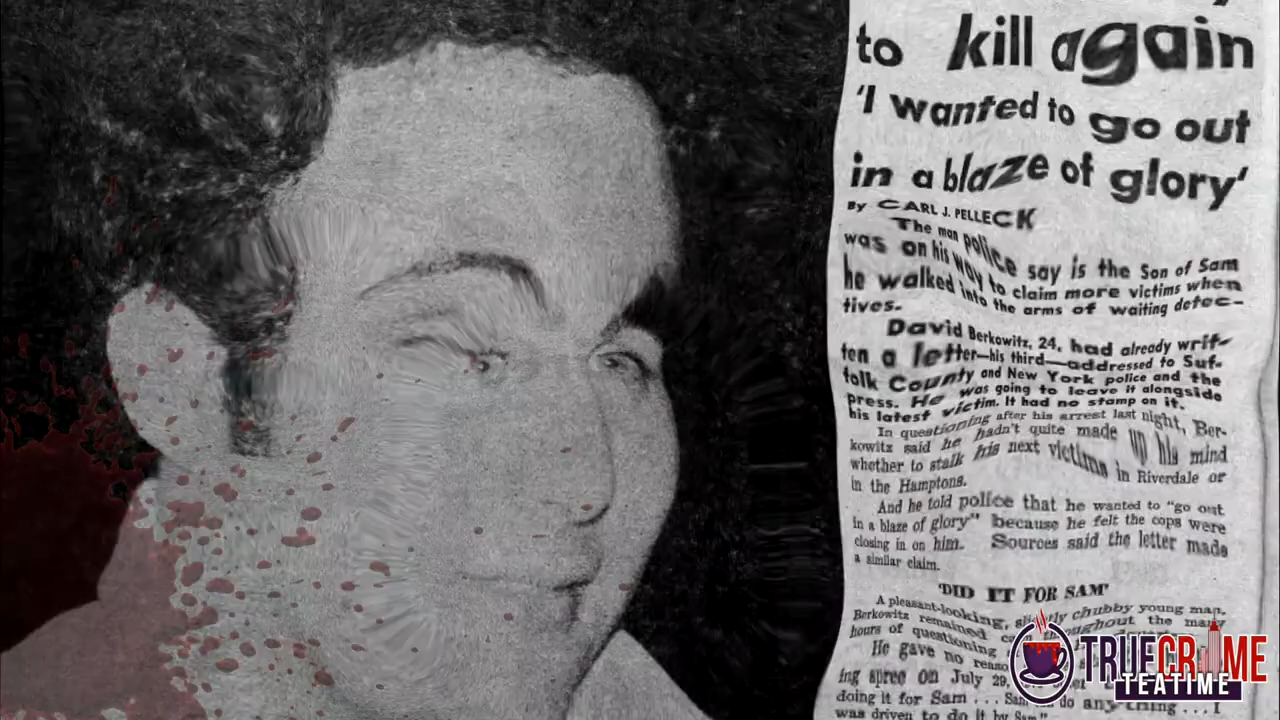 to kill again
'I wanted to go out
in a blaze of glory'
By CARL J. PELLECK
The man police say is the Son of Sam
was on his way to claim more victims when
he walked into the arms of waiting detec-
tives.
David Berkowitz, 24, had already writ-
ten a letter—his third—addressed to Suf-
folk County and New York police and the
press. He was going to leave it alongside
his latest victim. It had no stamp on it.
In questioning after his arrest last night, Ber-
kowitz said he hadn't quite made up his mind
whether to stalk his next victims in Riverdale or
in the Hamptons.
And he told police that he wanted to "go out
in a blaze of glory" because he felt the cops were
closing in on him. Sources said the letter made
a similar claim.
'DID IT FOR SAM'
A pleasant-looking, slightly chubby young man,
Berkowitz remained throughout the many
hours of questioning
He gave no
ing spree on July 29,
doing it for Sam . . . do anything . . . I
was driven to do it by Sam"
TRUE CRIME
TEATIME